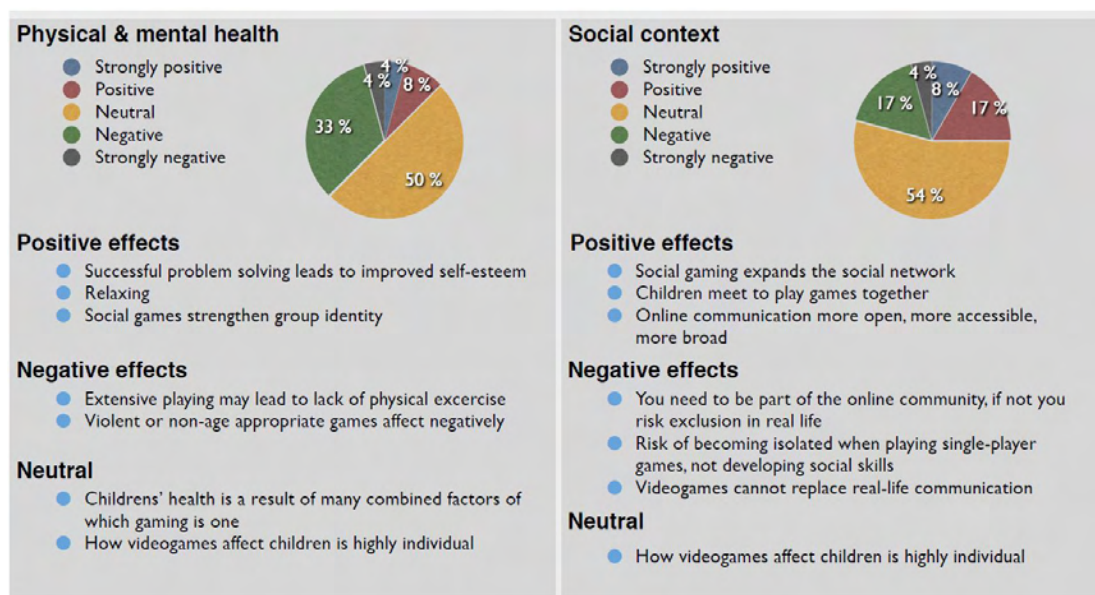 Physical & mental health
Strongly positive
Positive
Neutral
Negative
Strongly negative
4 %
4 %
8 %
33 %
50 %
Positive effects
Successful problem solving leads to improved self-esteem
Relaxing
Social games strengthen group identity
Negative effects
Extensive playing may lead to lack of physical excercise
Violent or non-age appropriate games affect negatively
Neutral
Childrens' health is a result of many combined factors of
which gaming is one
How videogames affect children is highly individual
Social context
Strongly positive
Positive
Neutral
Negative
Strongly negative
4 %
8 %
17 %
17 %
54 %
Positive effects
Social gaming expands the social network
Children meet to play games together
Online communication more open, more accessible,
more broad
Negative effects
You need to be part of the online community, if not you
risk exclusion in real life
Risk of becoming isolated when playing single-player
games, not developing social skills
Videogames cannot replace real-life communication
Neutral
How videogames affect children is highly individual